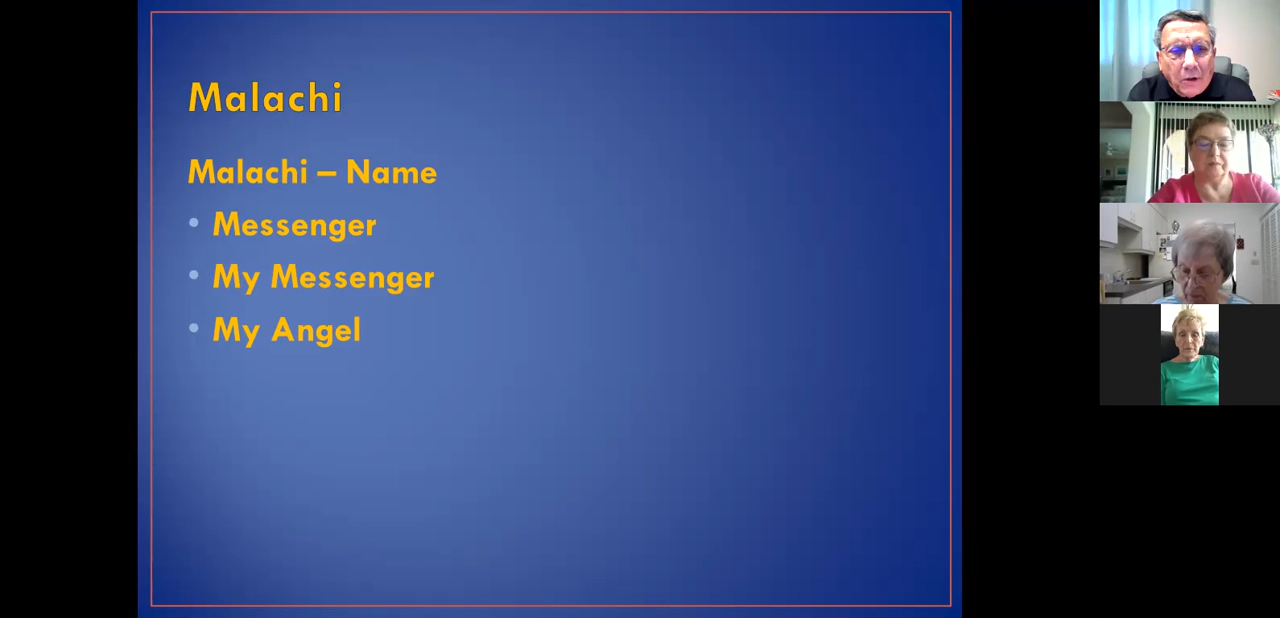 Malachi
Malachi – Name
• Messenger
• My Messenger
• My Angel